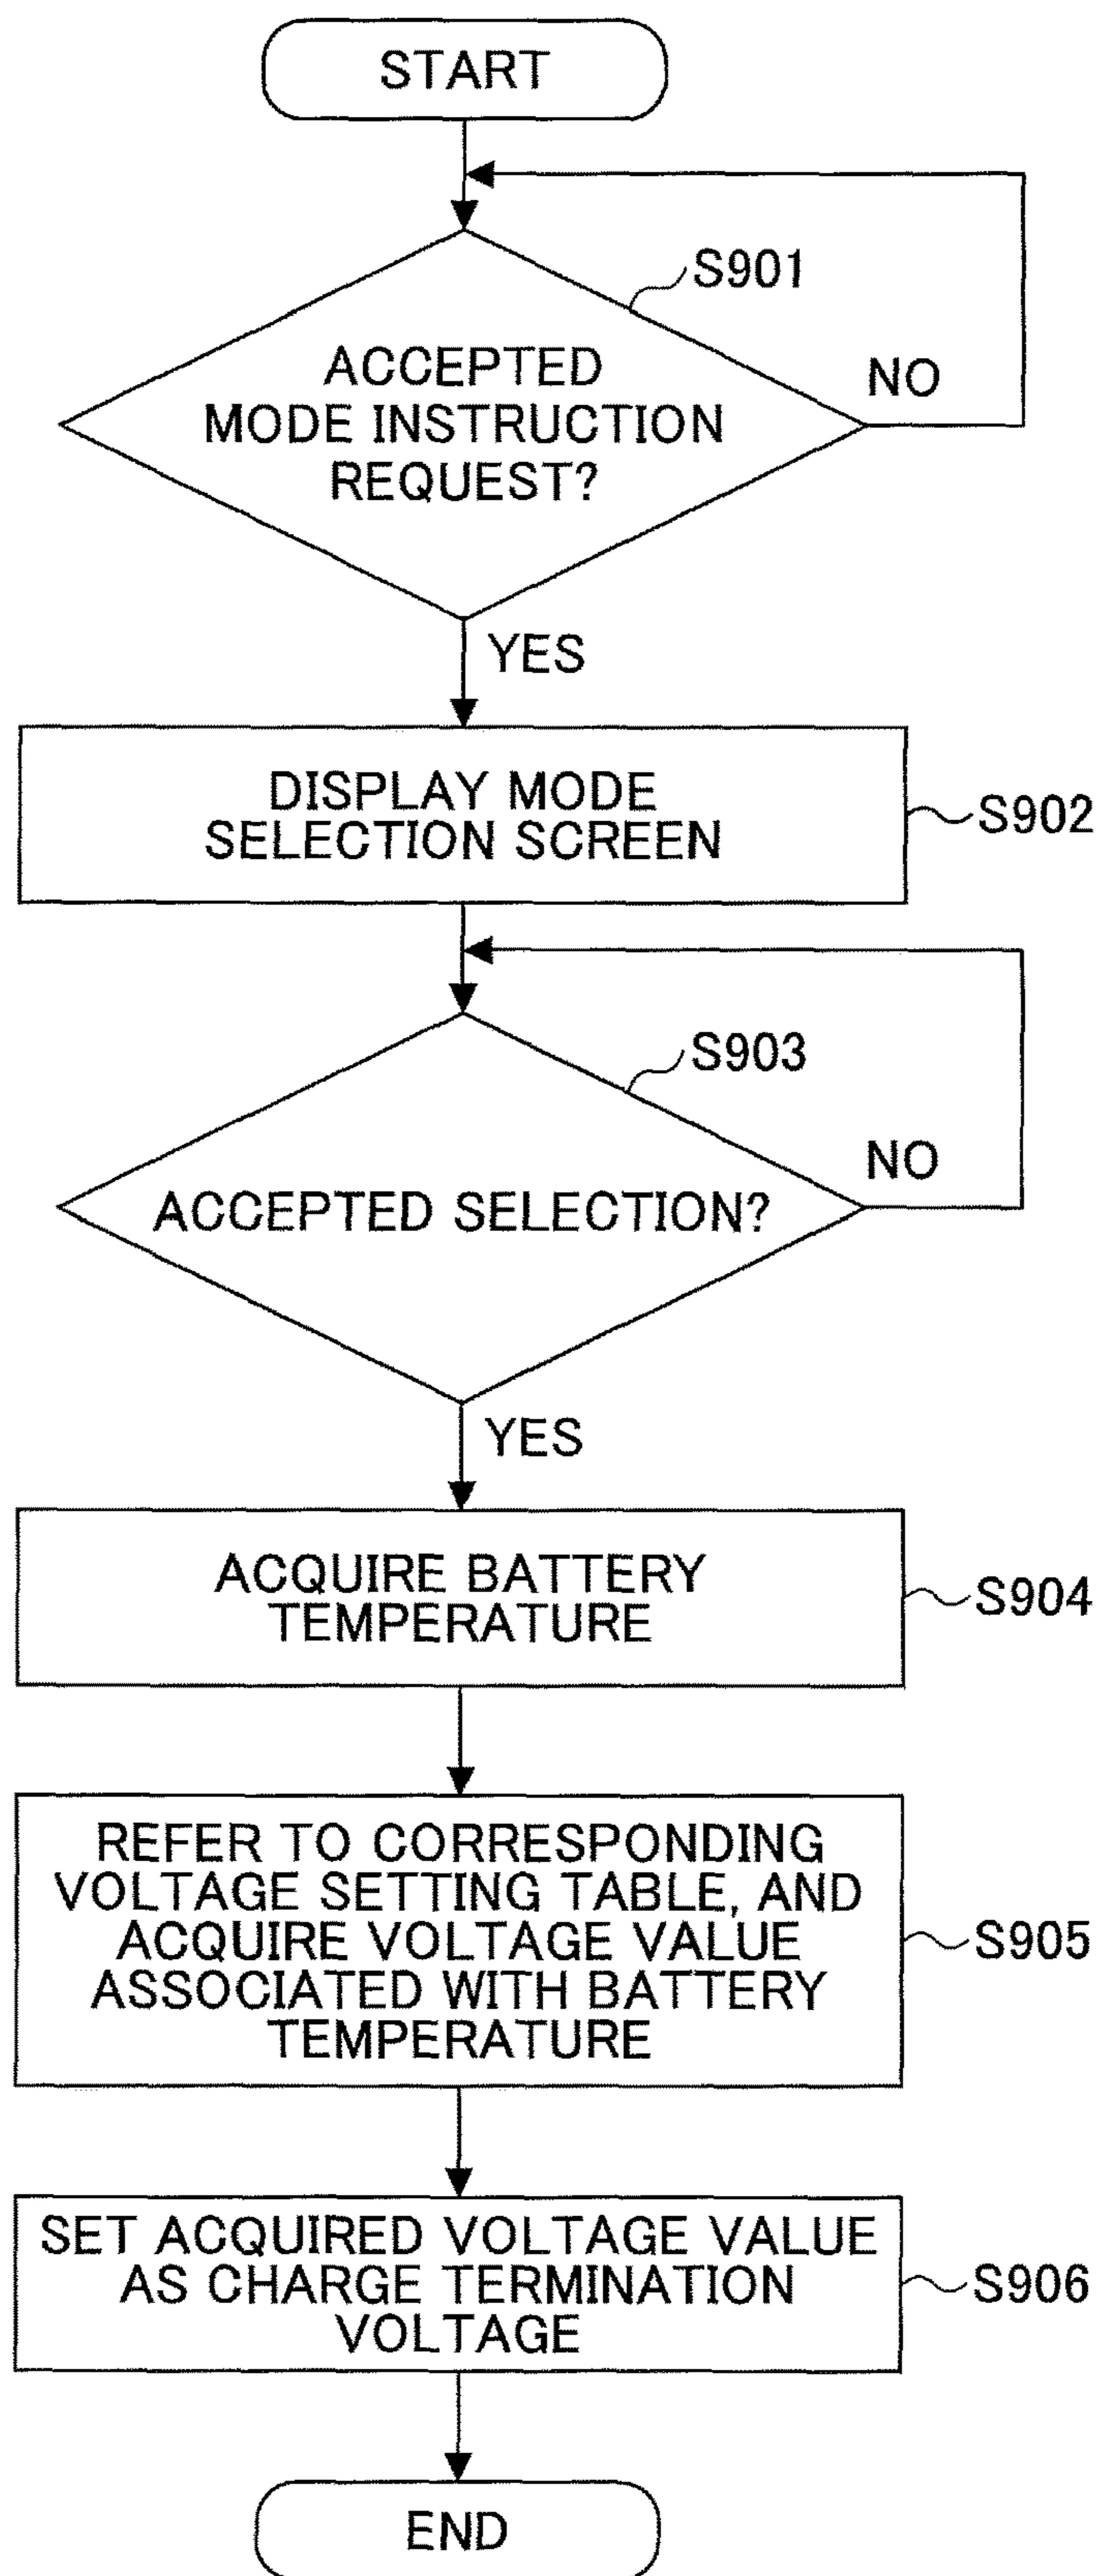 START
S901
ACCEPTED
MODE INSTRUCTION
REQUEST?
NO
YES
DISPLAY MODE
SELECTION SCREEN
S902
S903
ACCEPTED SELECTION?
NO
YES
ACQUIRE BATTERY
TEMPERATURE
S904
REFER TO CORRESPONDING
VOLTAGE SETTING TABLE, AND
ACQUIRE VOLTAGE VALUE
ASSOCIATED WITH BATTERY
TEMPERATURE
S905
SET ACQUIRED VOLTAGE VALUE
AS CHARGE TERMINATION
VOLTAGE
S906
END